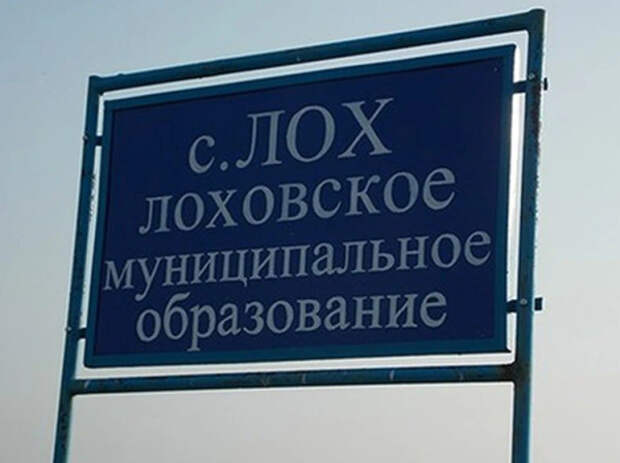 с.ЛОХ
ЛОХОВСКОЕ
МУНИЦИПАЛЬНОЕ
образование